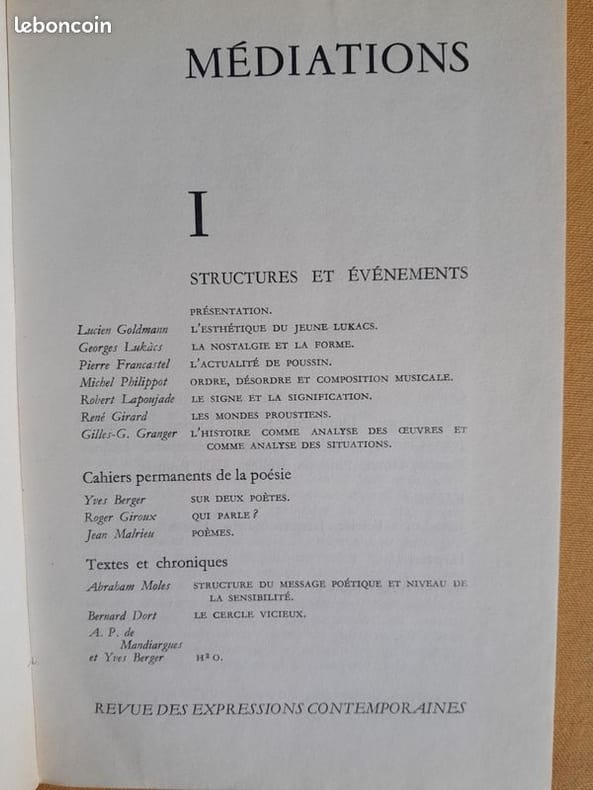 leboncoin
MÉDIATIONS
I
STRUCTURES ET ÉVÉNEMENTS
PRÉSENTATION.
Lucien Goldmann L'ESTHÉTIQUE DU JEUNE LUKACS.
Georges Lukàcs LA NOSTALGIE ET LA FORME.
Pierre Francastel L'ACTUALITÉ DE POUSSIN.
Michel Philippot ORDRE, DÉSORDRE ET COMPOSITION MUSICALE.
Robert Lapoujade LE SIGNE ET LA SIGNIFICATION.
René Girard LES MONDES PROUSTIENS.
Gilles-G. Granger L'HISTOIRE COMME ANALYSE DES ŒUVRES ET
COMME ANALYSE DES SITUATIONS.
Cahiers permanents de la poésie
Yves Berger SUR DEUX POÈTES.
Roger Giroux QUI PARLE ?
Jean Malrieu POÈMES.
Textes et chroniques
Abraham Moles STRUCTURE DU MESSAGE POÉTIQUE ET NIVEAU DE
LA SENSIBILITÉ.
Bernard Dort LE CERCLE VICIEUX.
A. P. de
Mandiargues
et Yves Berger H² O.
REVUE DES EXPRESSIONS CONTEMPORAINES